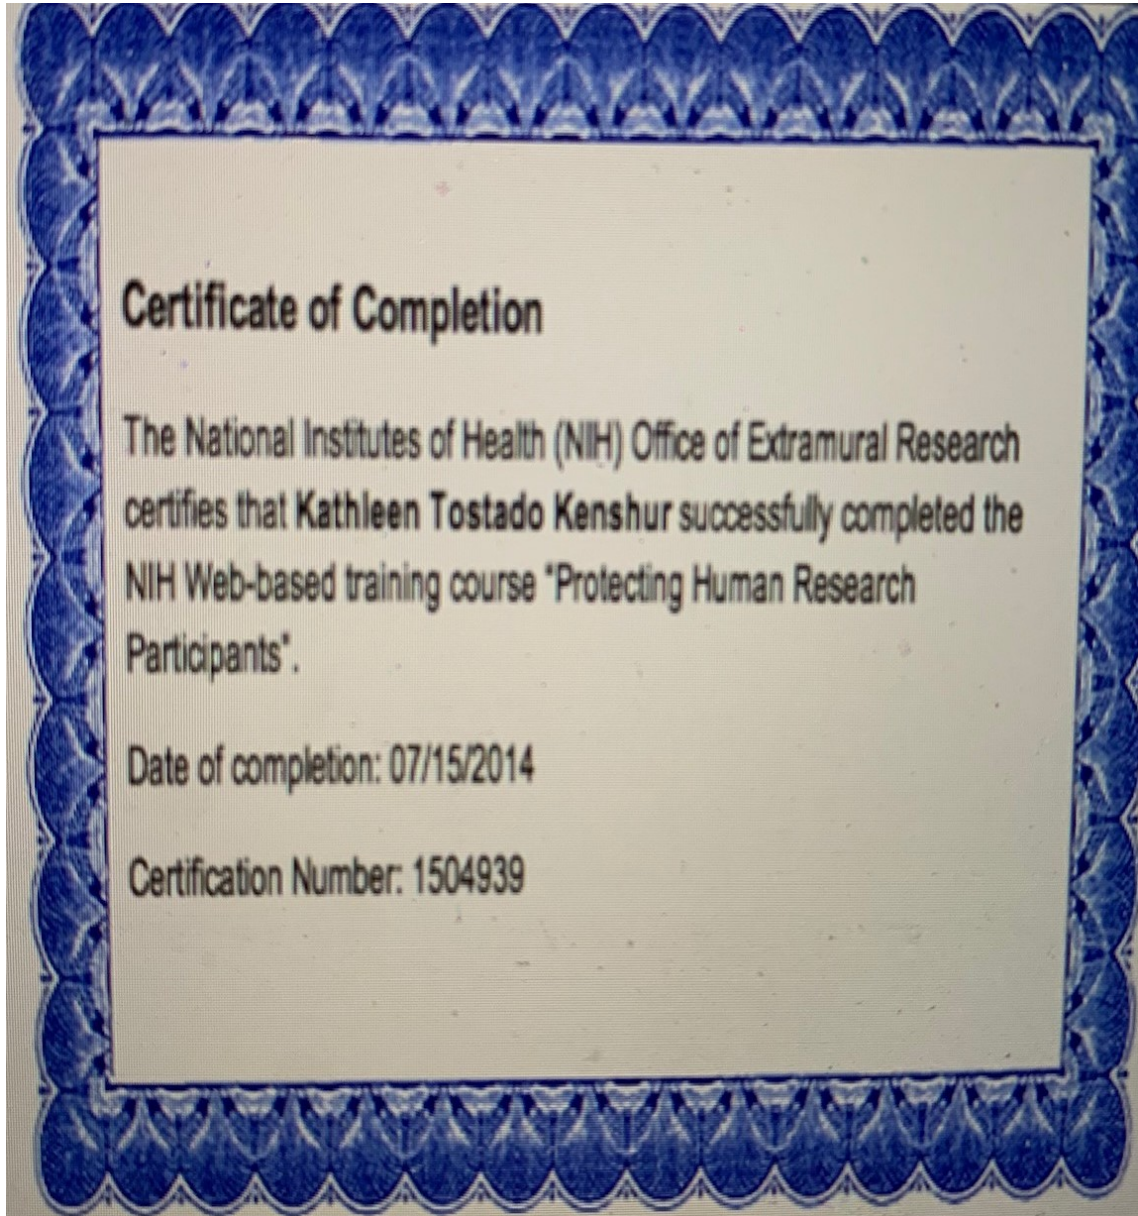 Certificate of Completion
The National Institutes of Health (NIH) Office of Extramural Research
certifies that Kathleen Tostado Kenshur successfully completed the
NIH Web-based training course "Protecting Human Research
Participants".
Date of completion: 07/15/2014
Certification Number: 1504939